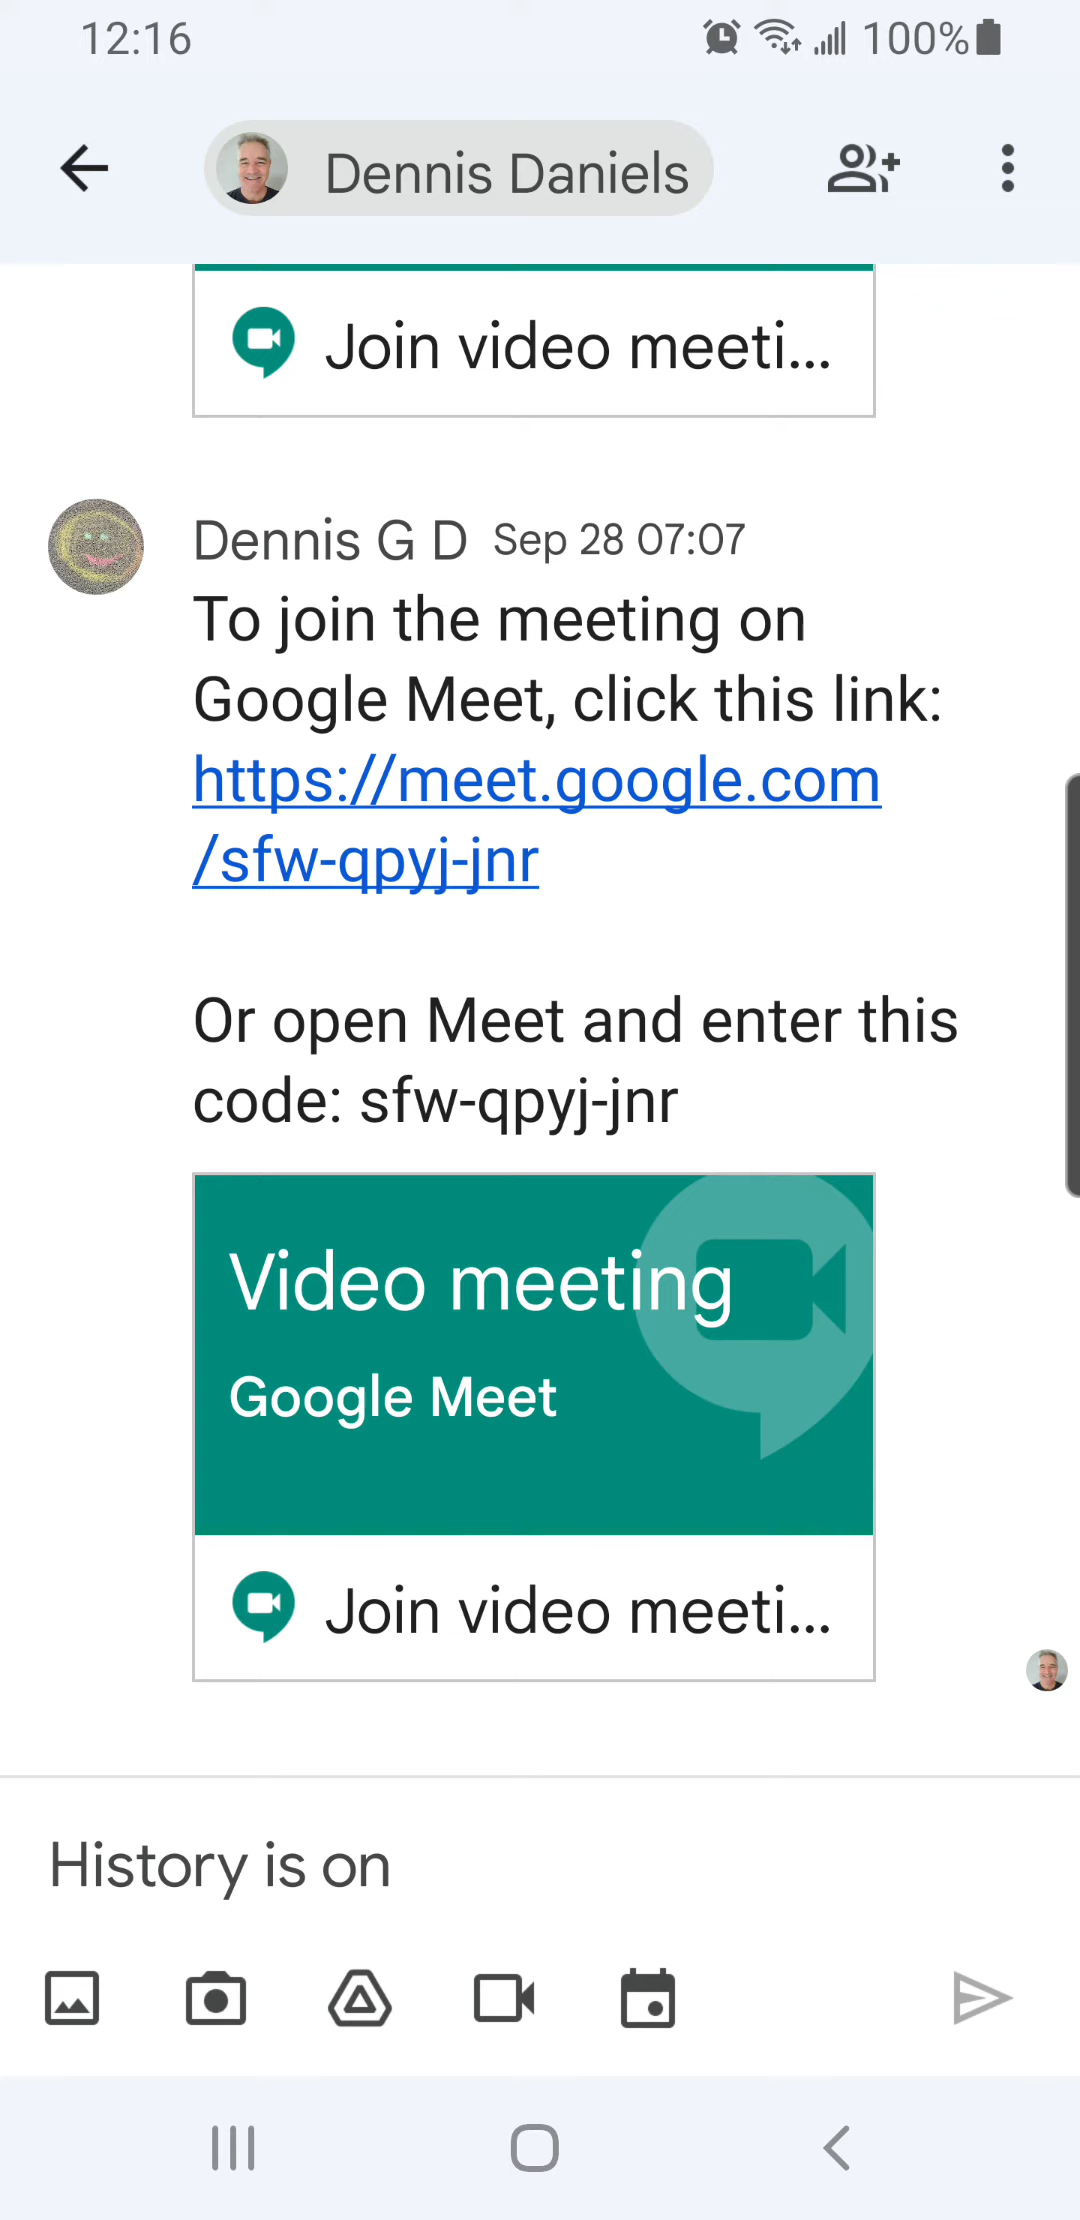 12:16
100%
Dennis Daniels
Join video meeti...
Dennis G D Sep 28 07:07
To join the meeting on
Google Meet, click this link:
https://meet.google.com
/sfw-qpyj-jnr
Or open Meet and enter this
code: sfw-qpyj-jnr
Video meeting
Google Meet
Join video meeti...
History is on